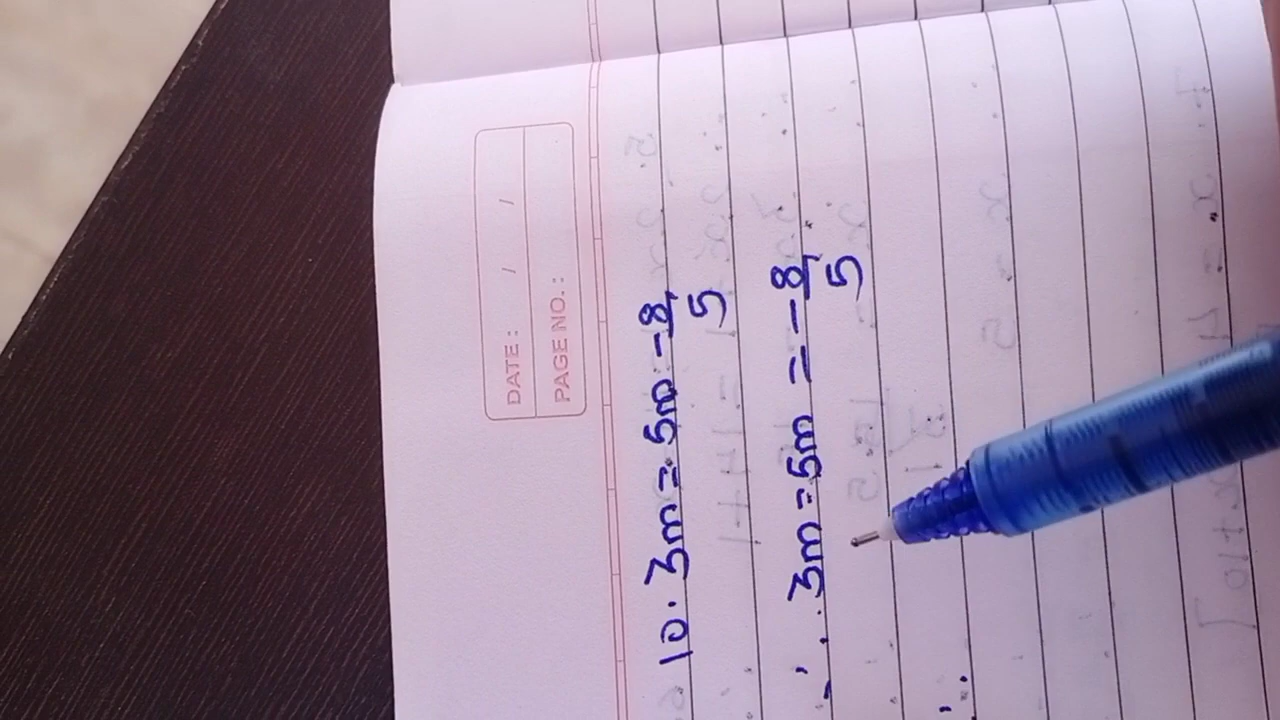 DATE : / /
PAGE NO. :
10. 3m = 5m - 8/5
∴ 3m = 5m = - 8/5
∴